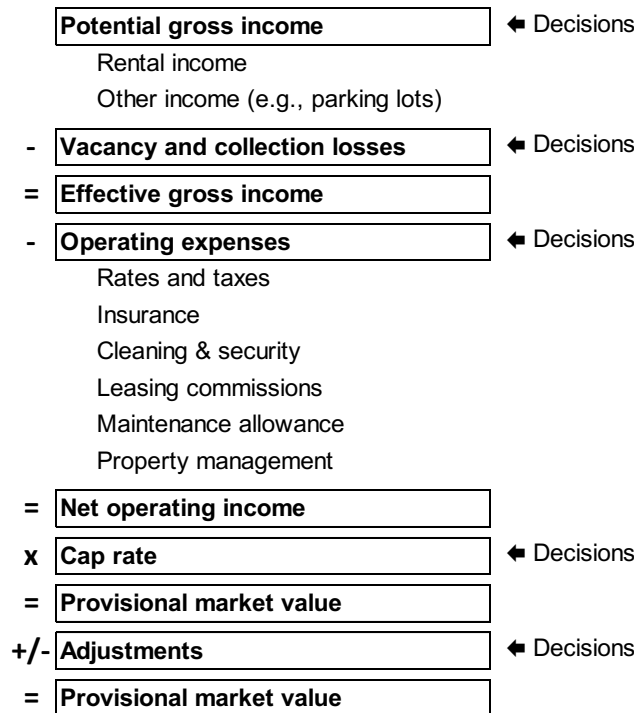 Potential gross income ← Decisions
Rental income
Other income (e.g., parking lots)
- Vacancy and collection losses ← Decisions
= Effective gross income
- Operating expenses ← Decisions
Rates and taxes
Insurance
Cleaning & security
Leasing commissions
Maintenance allowance
Property management
= Net operating income
x Cap rate ← Decisions
= Provisional market value
+/- Adjustments ← Decisions
= Provisional market value